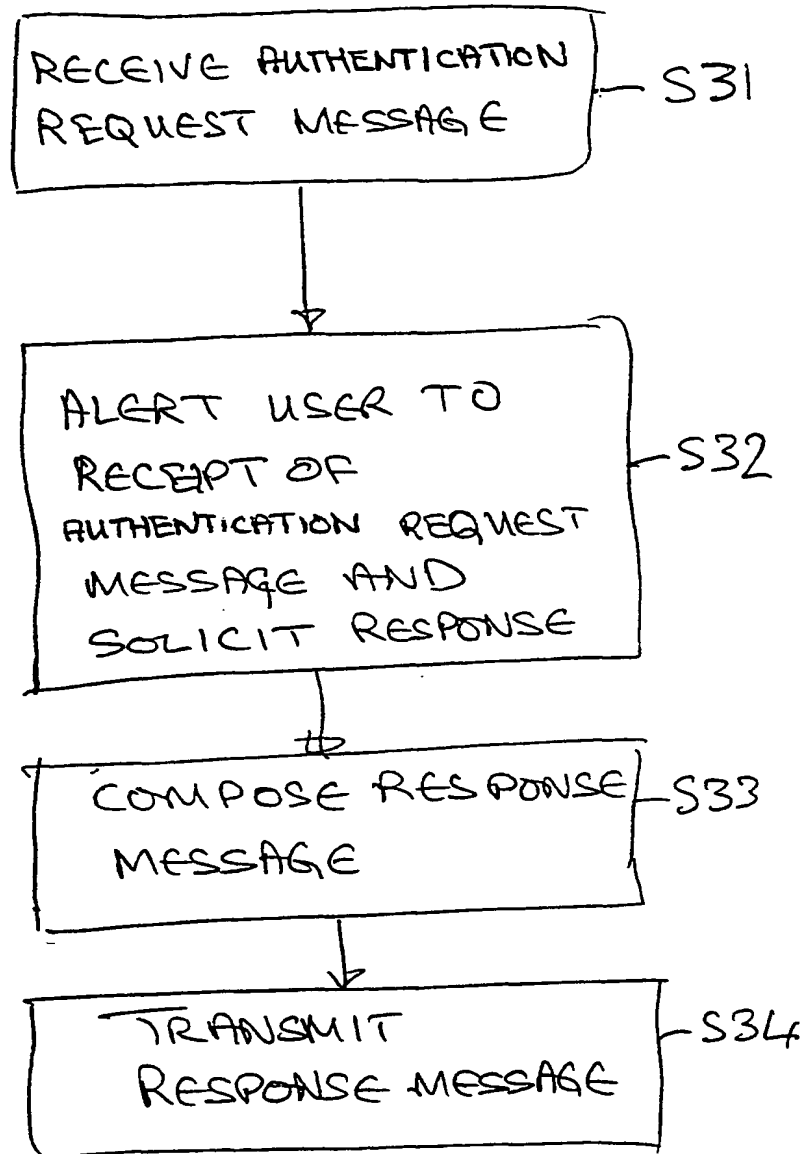 RECEIVE AUTHENTICATION
REQUEST MESSAGE
S31
ALERT USER TO
RECEIPT OF
AUTHENTICATION REQUEST
MESSAGE AND
SOLICIT RESPONSE
S32
COMPOSE RESPONSE
MESSAGE
S33
TRANSMIT
RESPONSE MESSAGE
S34